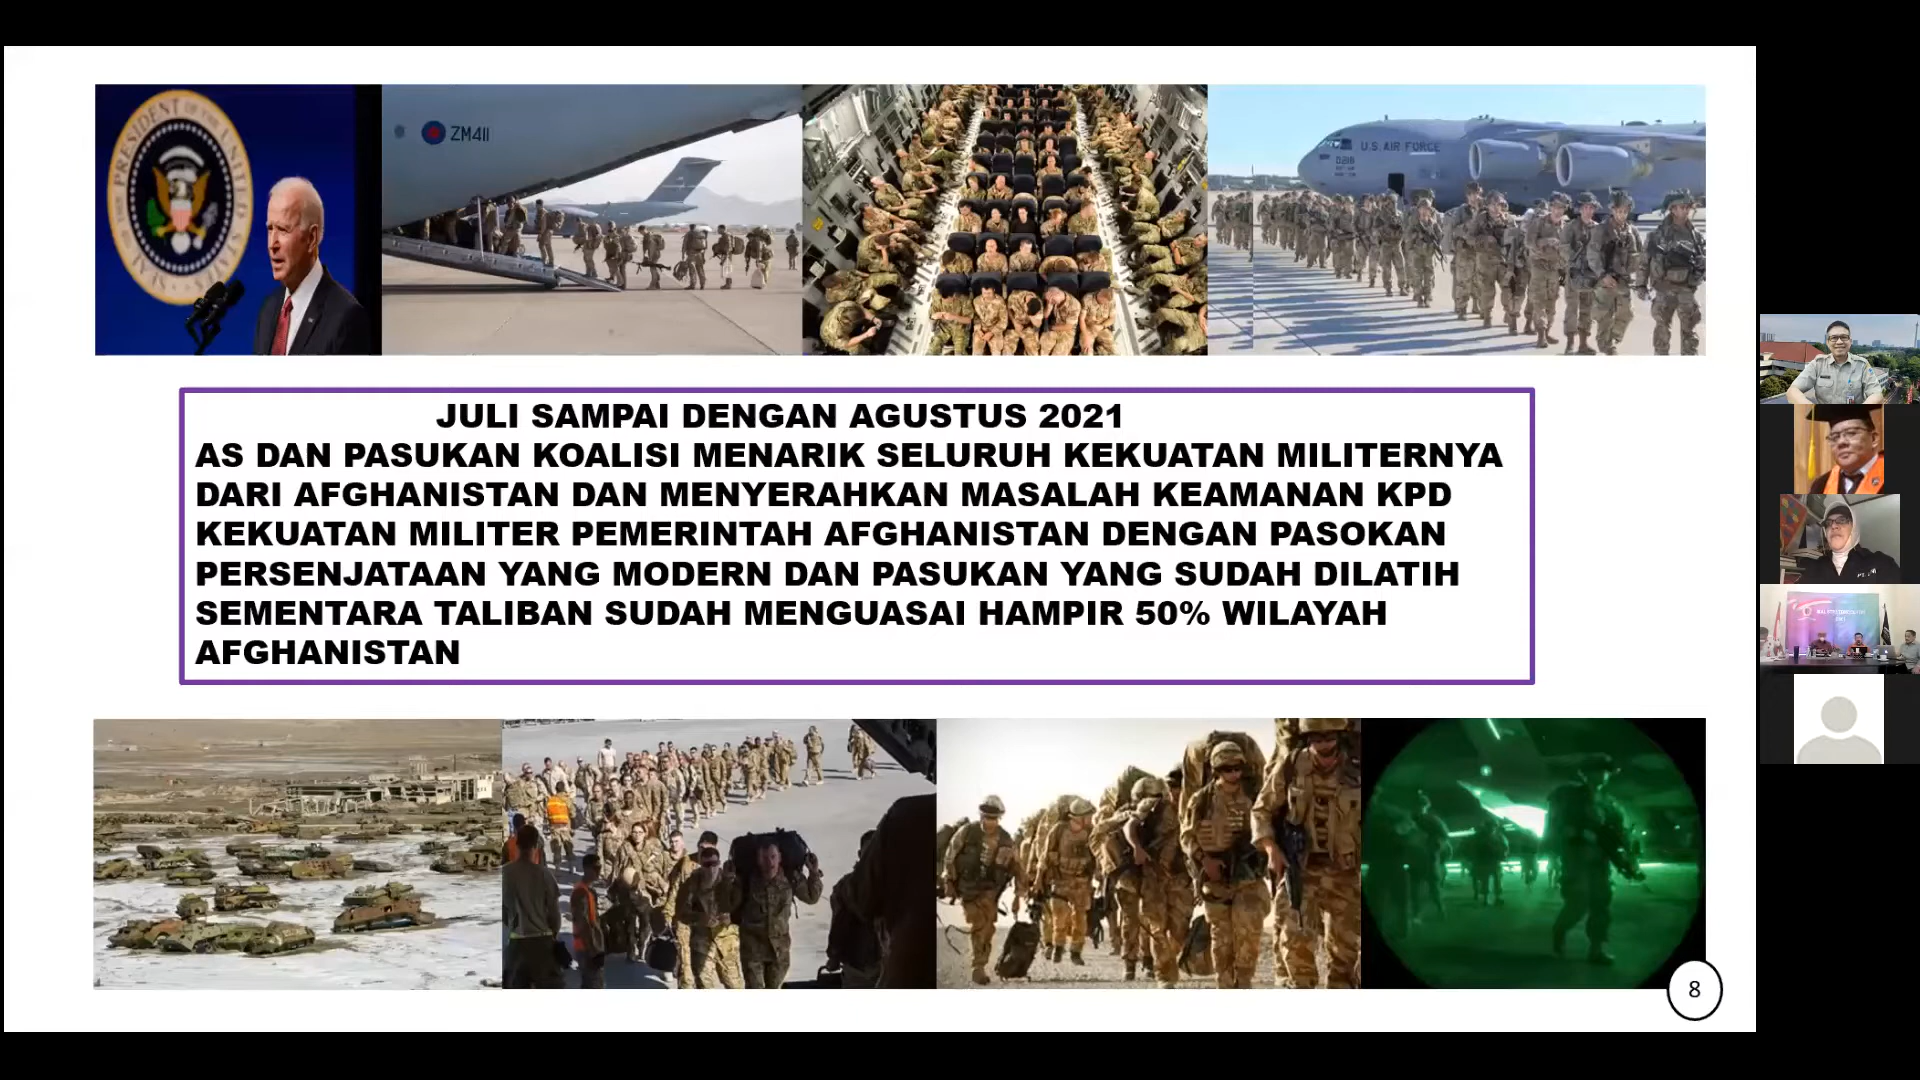 ZM411
U.S. AIR FORCE
JULI SAMPAI DENGAN AGUSTUS 2021
AS DAN PASUKAN KOALISI MENARIK SELURUH KEKUATAN MILITERNYA
DARI AFGHANISTAN DAN MENYERAHKAN MASALAH KEAMANAN KPD
KEKUATAN MILITER PEMERINTAH AFGHANISTAN DENGAN PASOKAN
PERSENJATAAN YANG MODERN DAN PASUKAN YANG SUDAH DILATIH
SEMENTARA TALIBAN SUDAH MENGUASAI HAMPIR 50% WILAYAH
AFGHANISTAN
8